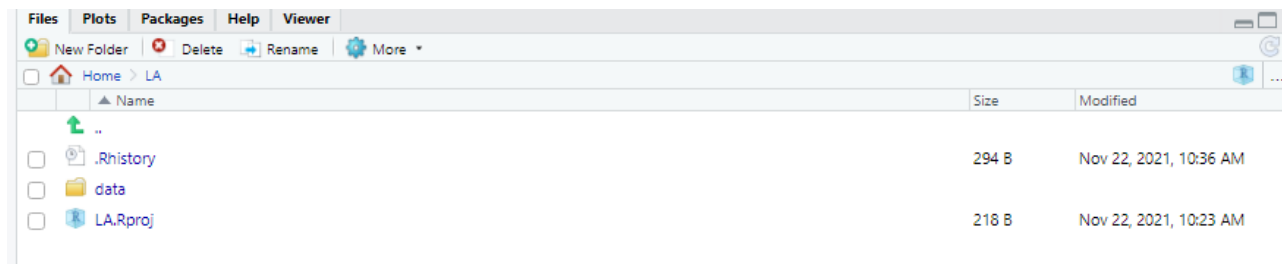 Files Plots Packages Help Viewer
New Folder Delete Rename More
Home > LA ...
Name Size Modified
..
.Rhistory 294 B Nov 22, 2021, 10:36 AM
data
LA.Rproj 218 B Nov 22, 2021, 10:23 AM